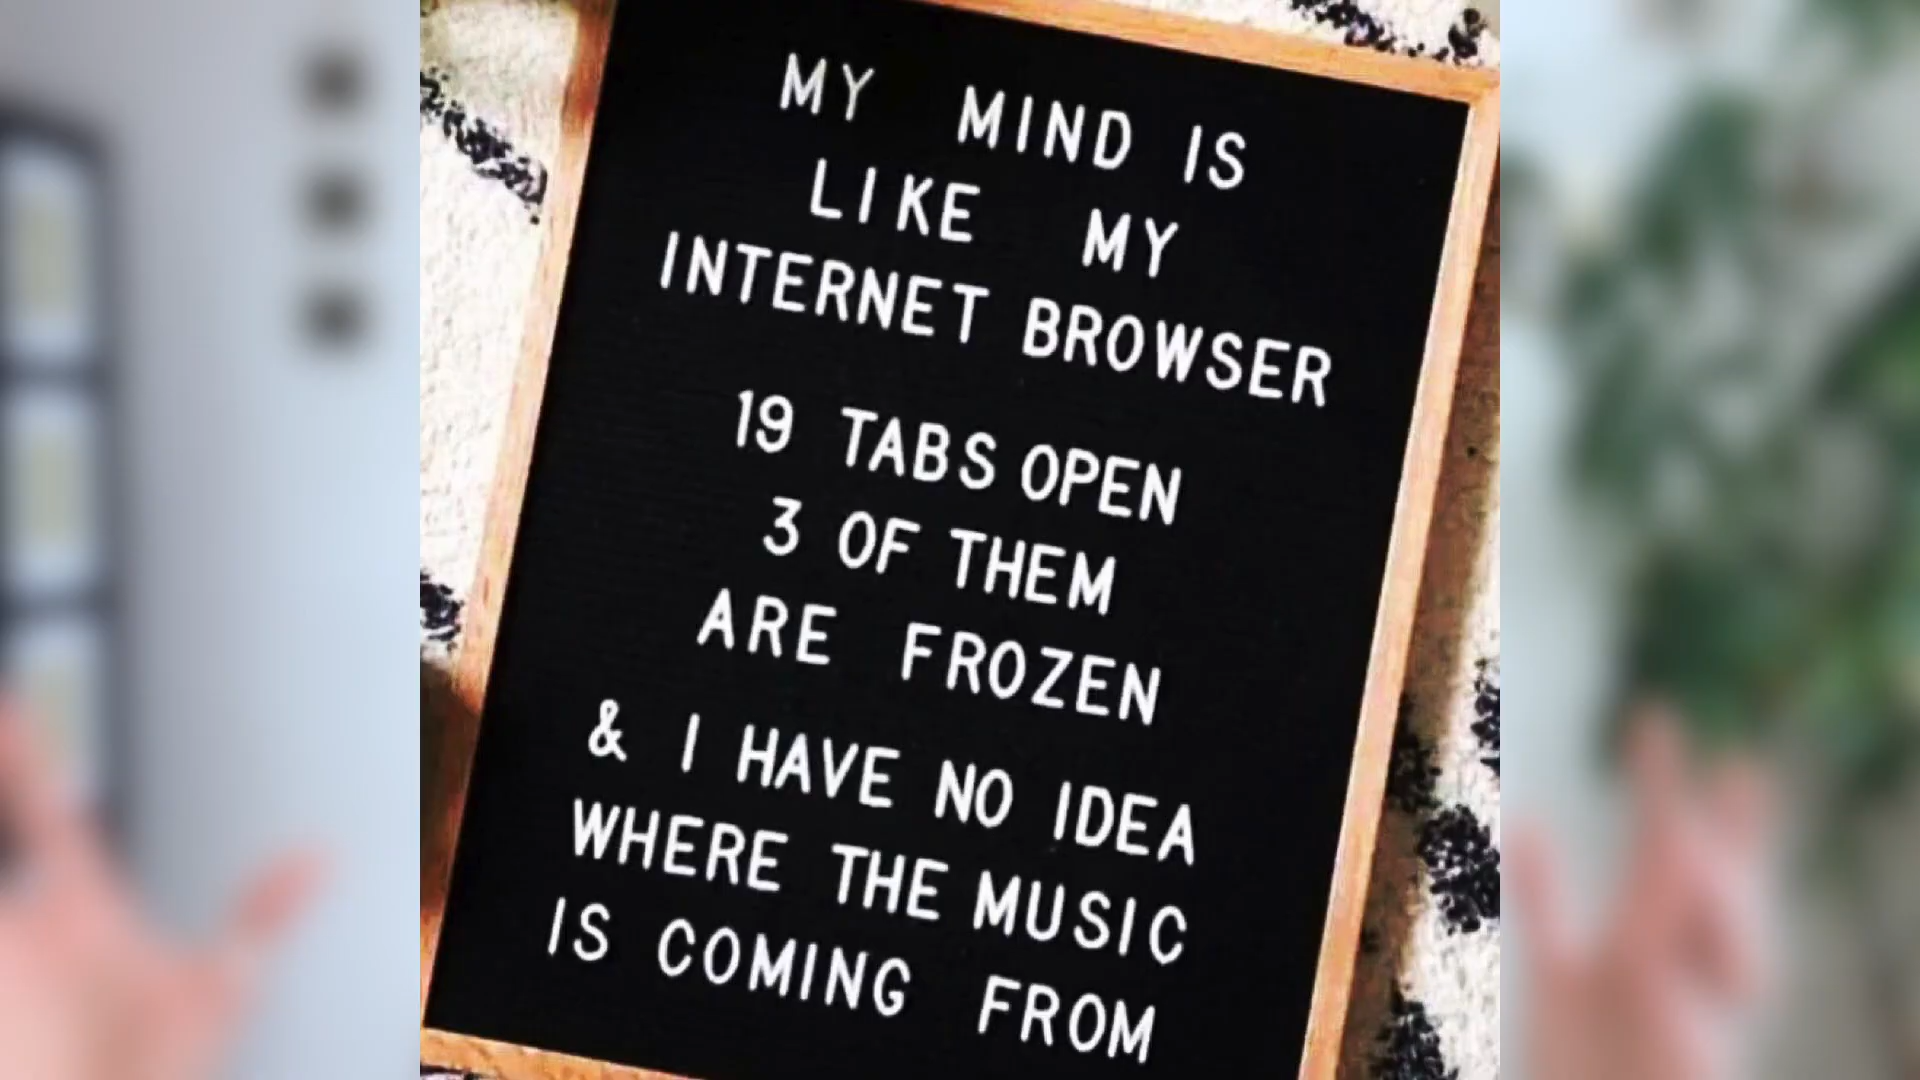 MY MIND IS
LIKE MY
INTERNET BROWSER
19 TABS OPEN
3 OF THEM
ARE FROZEN
& I HAVE NO IDEA
WHERE THE MUSIC
IS COMING FROM